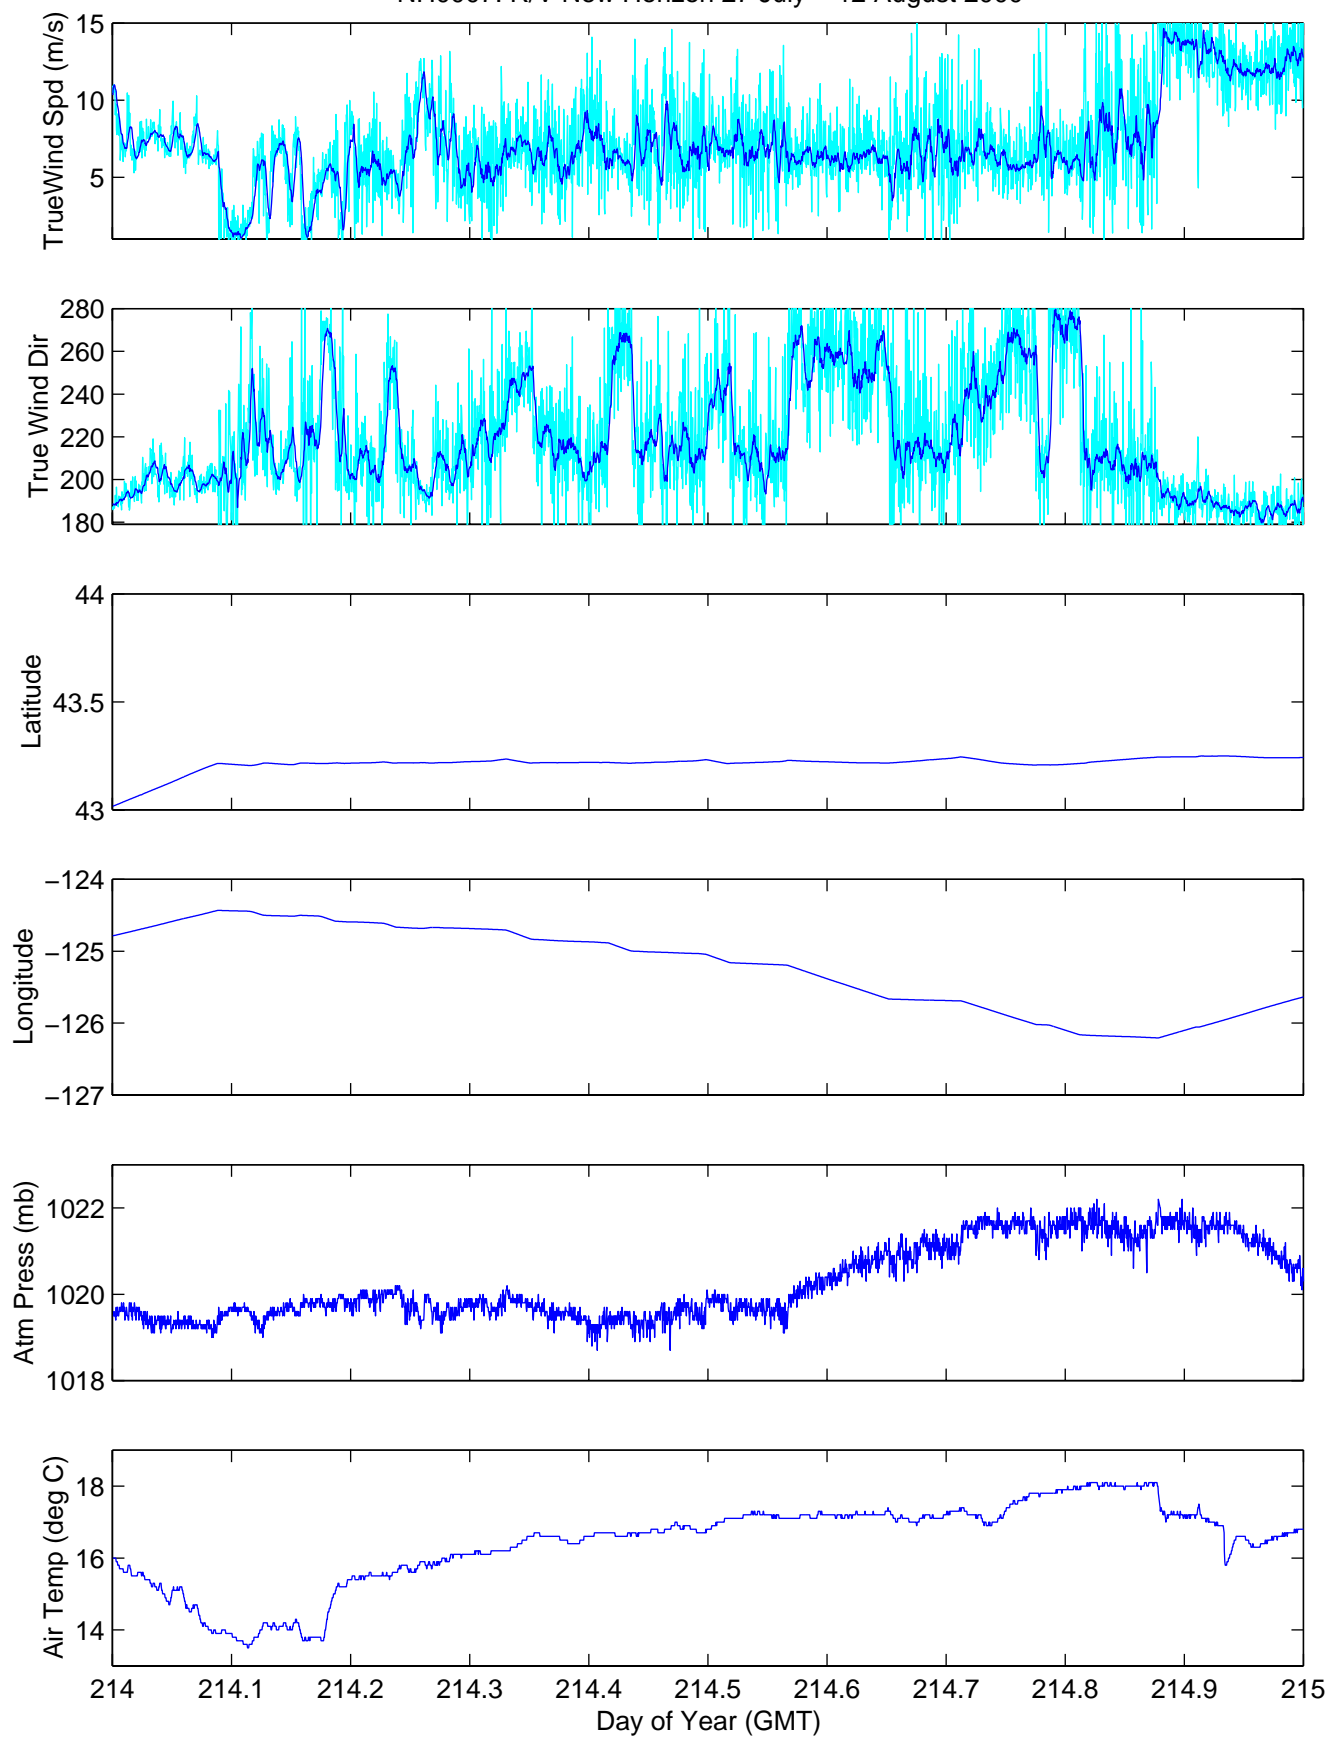 15
10
5
TrueWind Spd (m/s)
280
260
240
220
200
180
True Wind Dir
44
43.5
43
Latitude
−124
−125
−126
−127
Longitude
1022
1020
1018
Atm Press (mb)
18
16
14
Air Temp (deg C)
214 214.1 214.2 214.3 214.4 214.5 214.6 214.7 214.8 214.9 215
Day of Year (GMT)